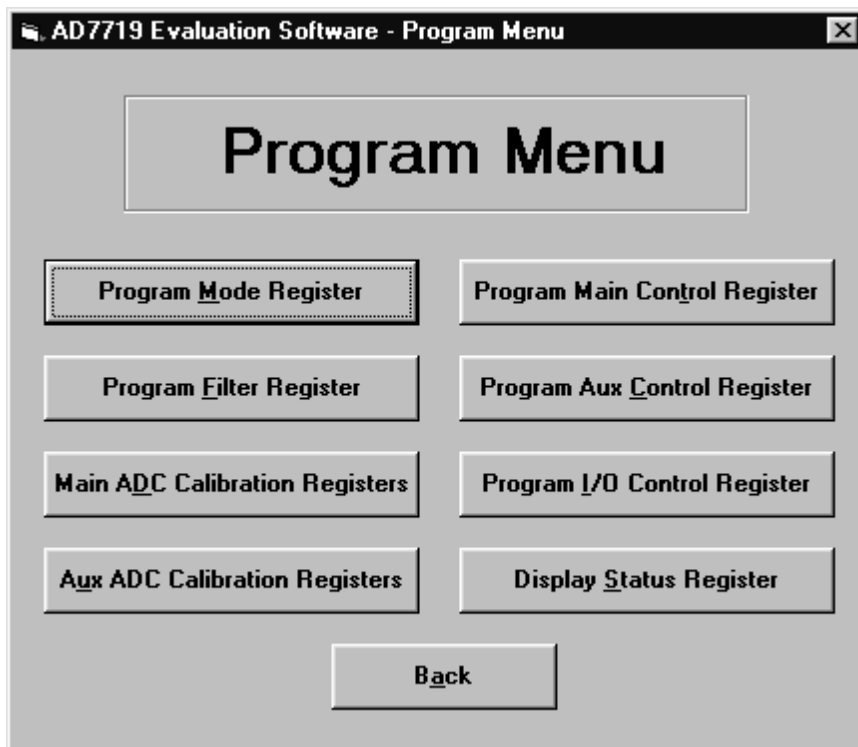 AD7719 Evaluation Software - Program Menu
Program Menu
Program Mode Register
Program Main Control Register
Program Filter Register
Program Aux Control Register
Main ADC Calibration Registers
Program I/O Control Register
Aux ADC Calibration Registers
Display Status Register
Back